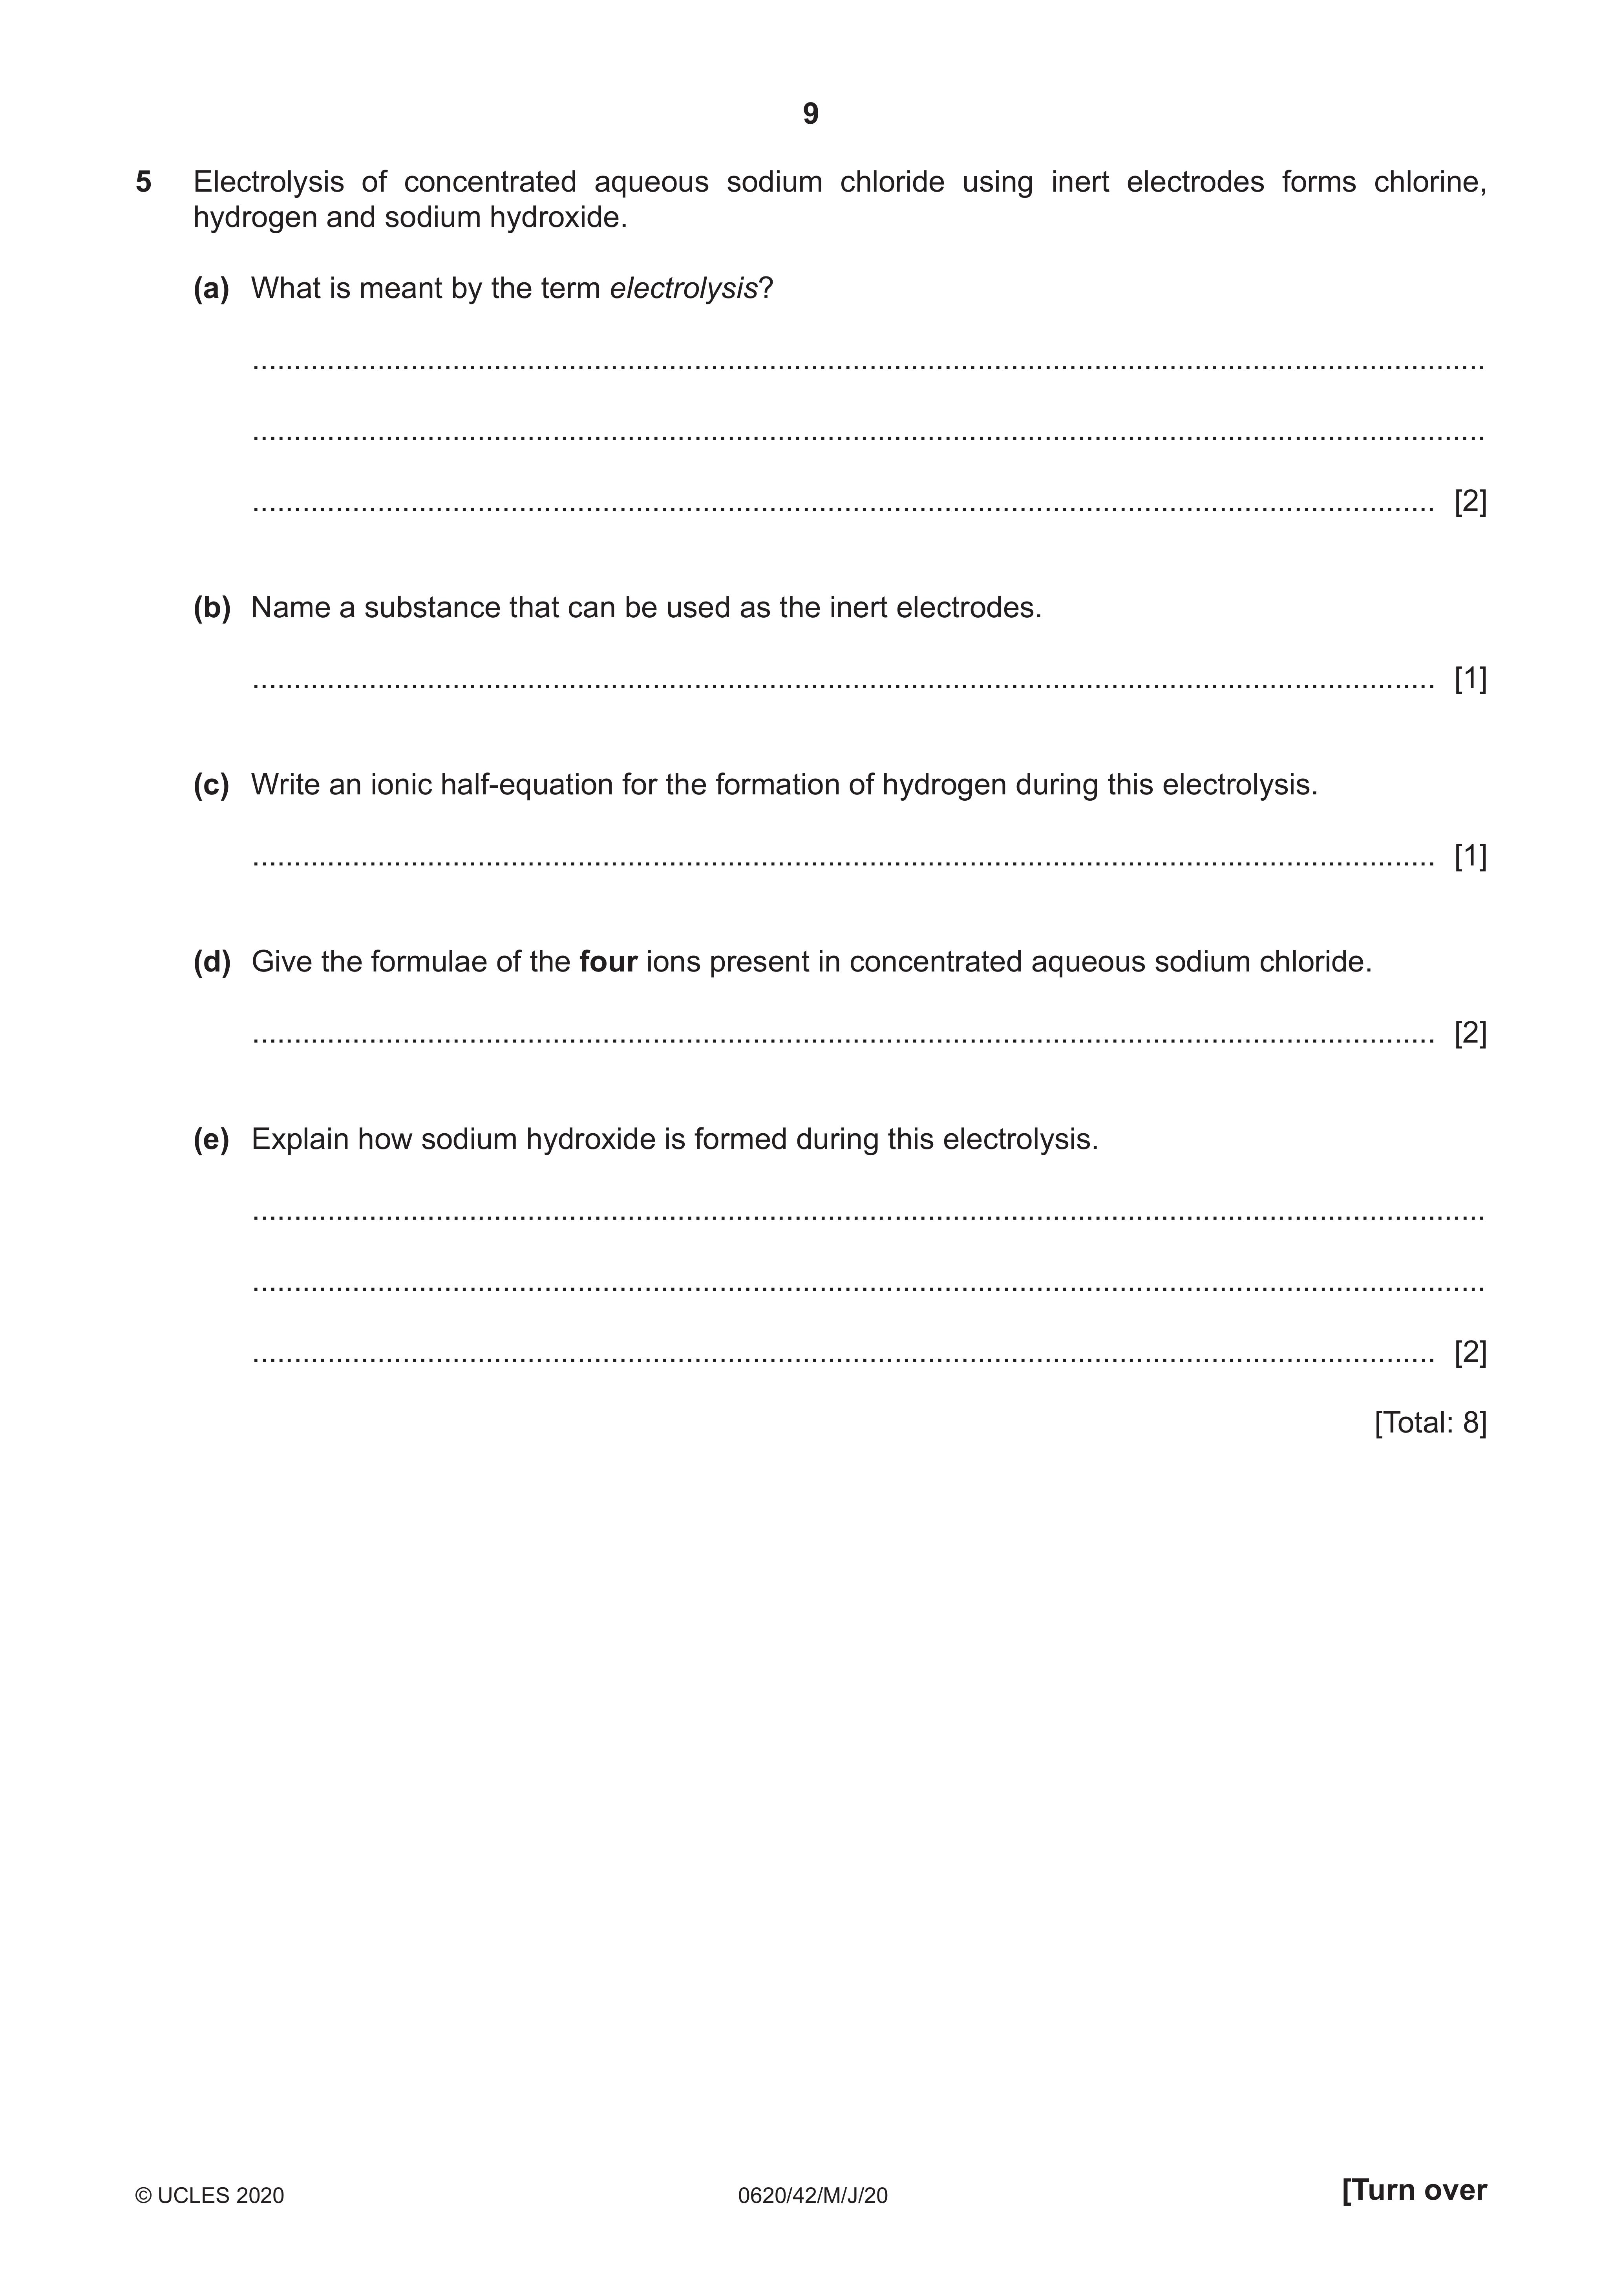 9
5 Electrolysis of concentrated aqueous sodium chloride using inert electrodes forms chlorine,
hydrogen and sodium hydroxide.
(a) What is meant by the term electrolysis?
[2]
(b) Name a substance that can be used as the inert electrodes.
[1]
(c) Write an ionic half-equation for the formation of hydrogen during this electrolysis.
[1]
(d) Give the formulae of the four ions present in concentrated aqueous sodium chloride.
[2]
(e) Explain how sodium hydroxide is formed during this electrolysis.
[2]
[Total: 8]
© UCLES 2020 0620/42/M/J/20 [Turn over